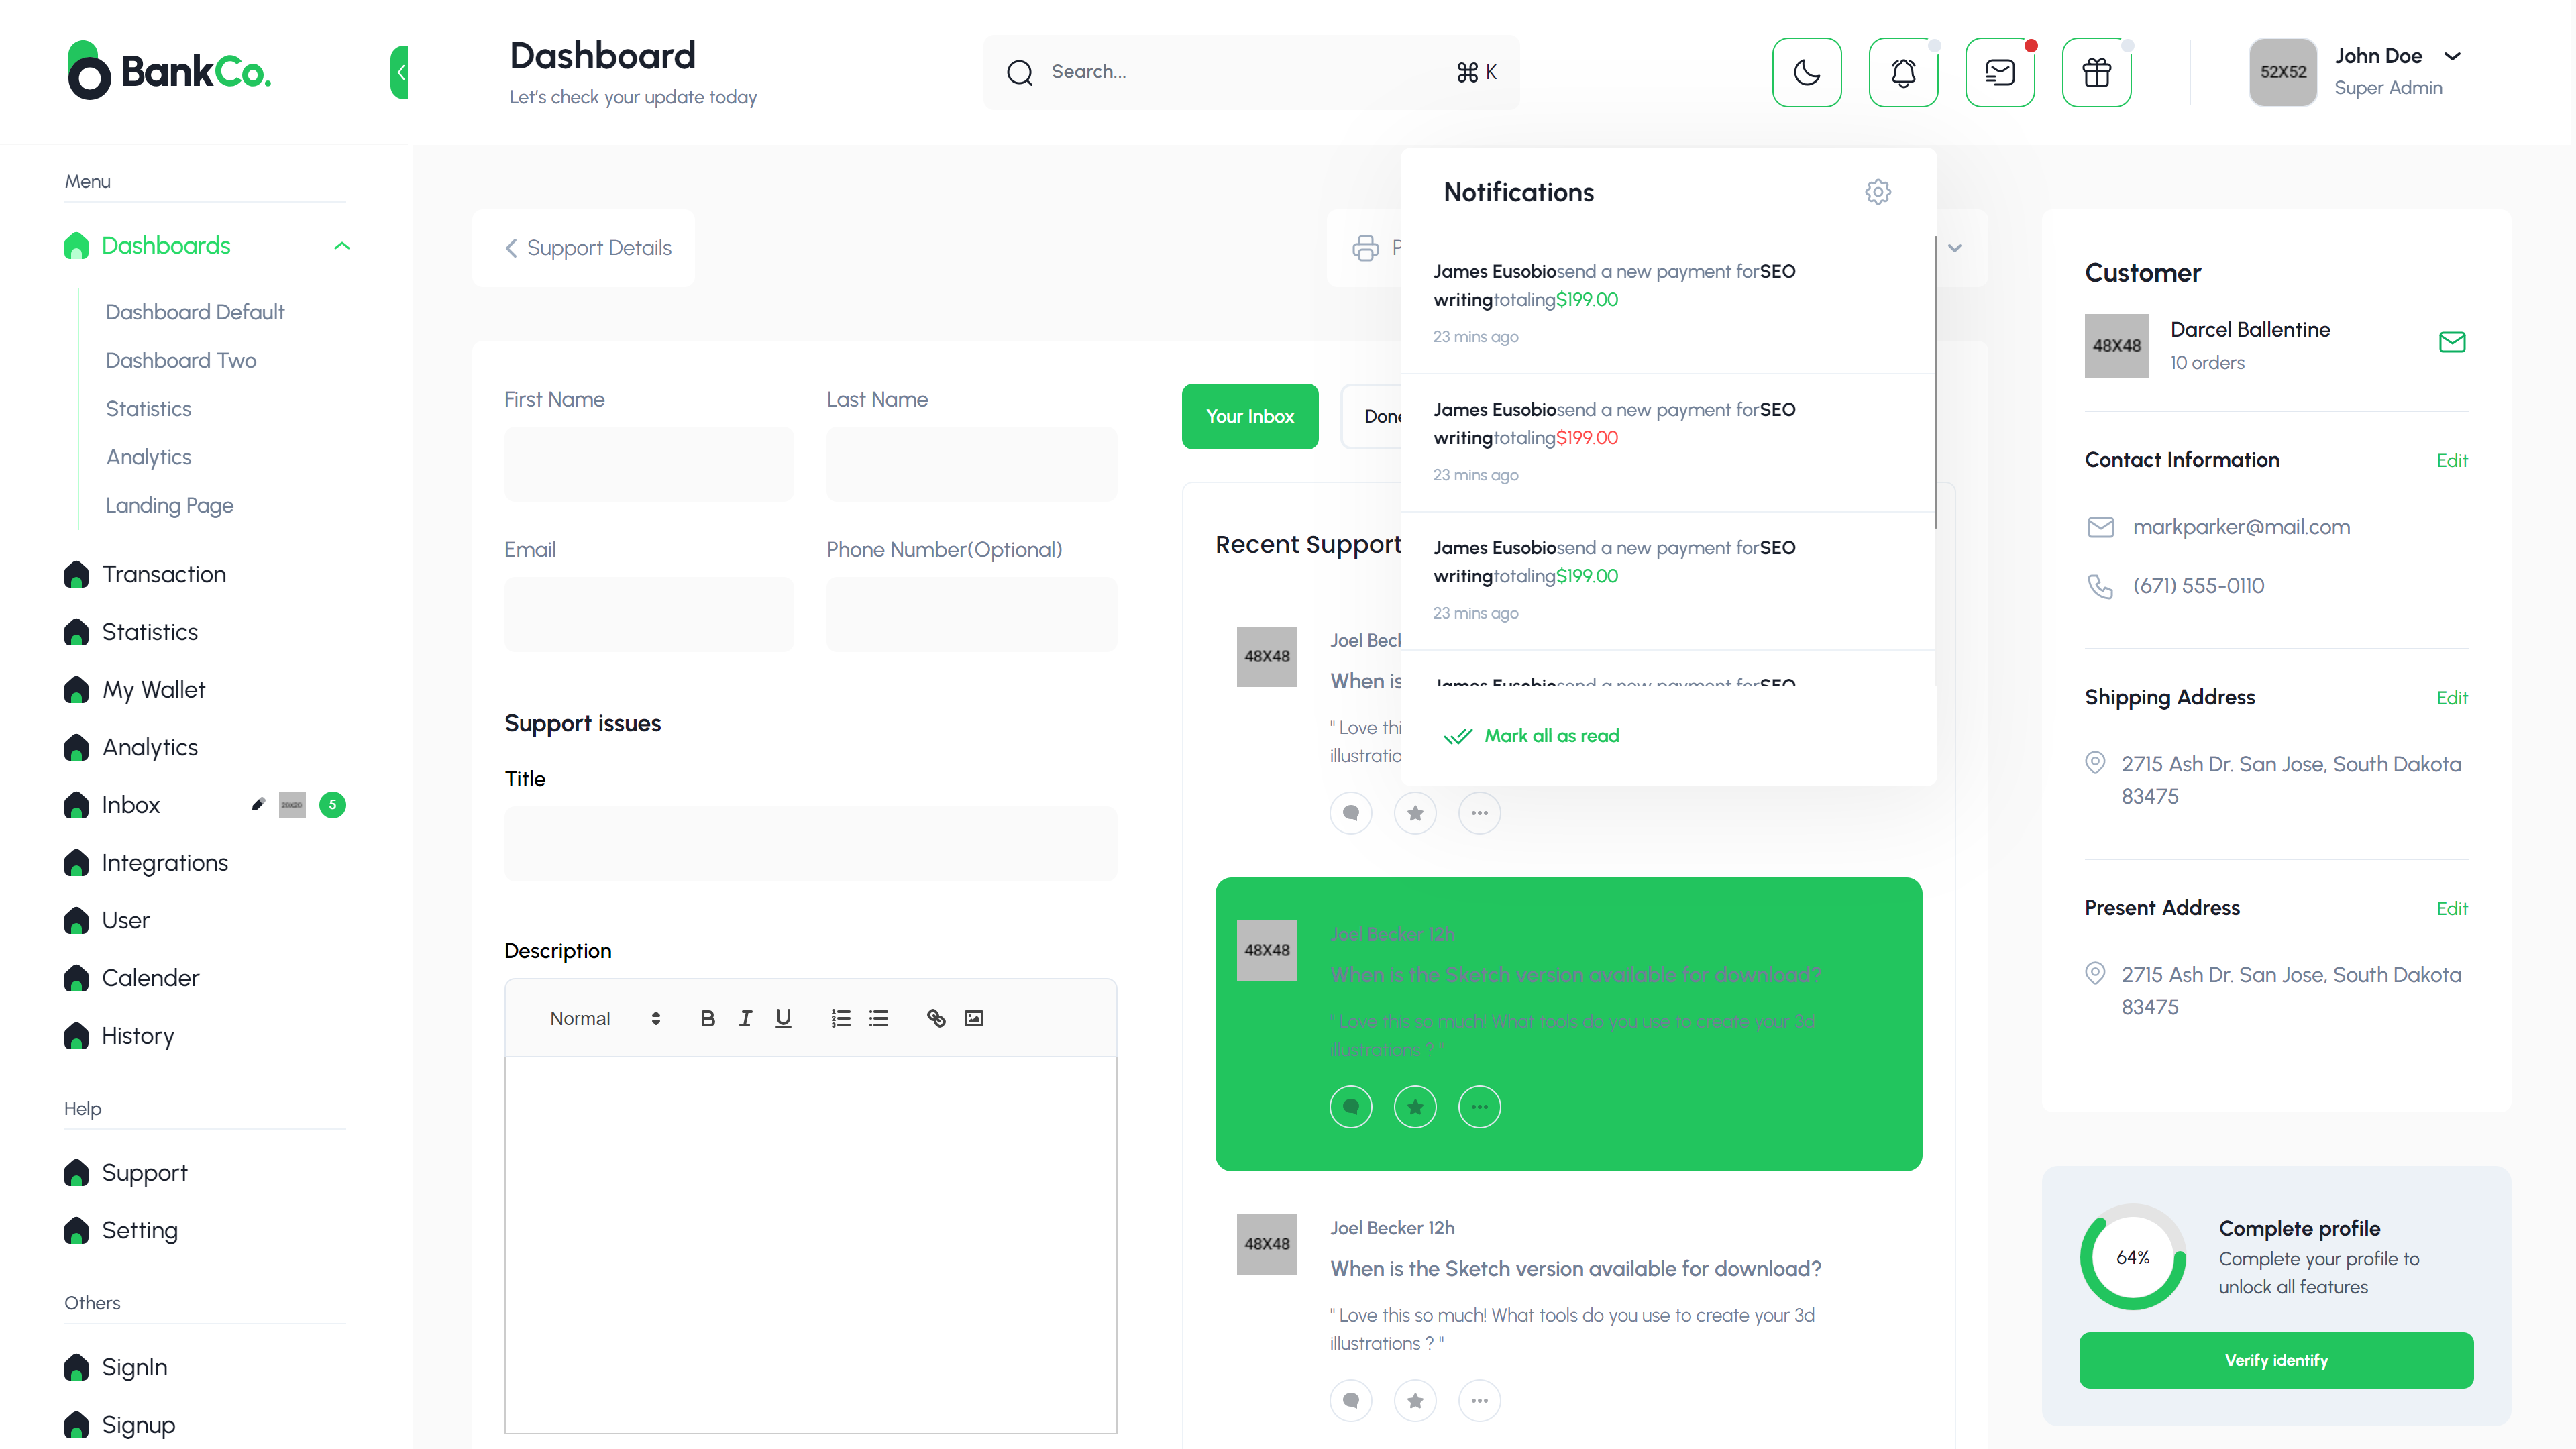 BankCo.
Dashboard
Let's check your update today
Search...
⌘ K
52X52
John Doe
Super Admin
Menu
Dashboards
Dashboard Default
Dashboard Two
Statistics
Analytics
Landing Page
Transaction
Statistics
My Wallet
Analytics
Inbox
5
Integrations
User
Calender
History
Help
Support
Setting
Others
SignIn
Signup
Support Details
First Name
Last Name
Email
Phone Number(Optional)
Support issues
Title
Description
Normal
Your Inbox
Recent Support
48X48
Joel Beck
When is
" Love thi
illustratio
48X48
Joel Becker 12h
When is the Sketch version available for download?
" Love this so much! What tools do you use to create your 3d
illustrations ? "
48X48
Joel Becker 12h
When is the Sketch version available for download?
" Love this so much! What tools do you use to create your 3d
illustrations ? "
Notifications
James Eusobiosend a new payment forSEO
writingtotaling$199.00
23 mins ago
James Eusobiosend a new payment forSEO
writingtotaling$199.00
23 mins ago
James Eusobiosend a new payment forSEO
writingtotaling$199.00
23 mins ago
James Eusobiosend a new payment forSEO
Mark all as read
Customer
48X48
Darcel Ballentine
10 orders
Contact Information
Edit
markparker@mail.com
(671) 555-0110
Shipping Address
Edit
2715 Ash Dr. San Jose, South Dakota
83475
Present Address
Edit
2715 Ash Dr. San Jose, South Dakota
83475
64%
Complete profile
Complete your profile to
unlock all features
Verify identify